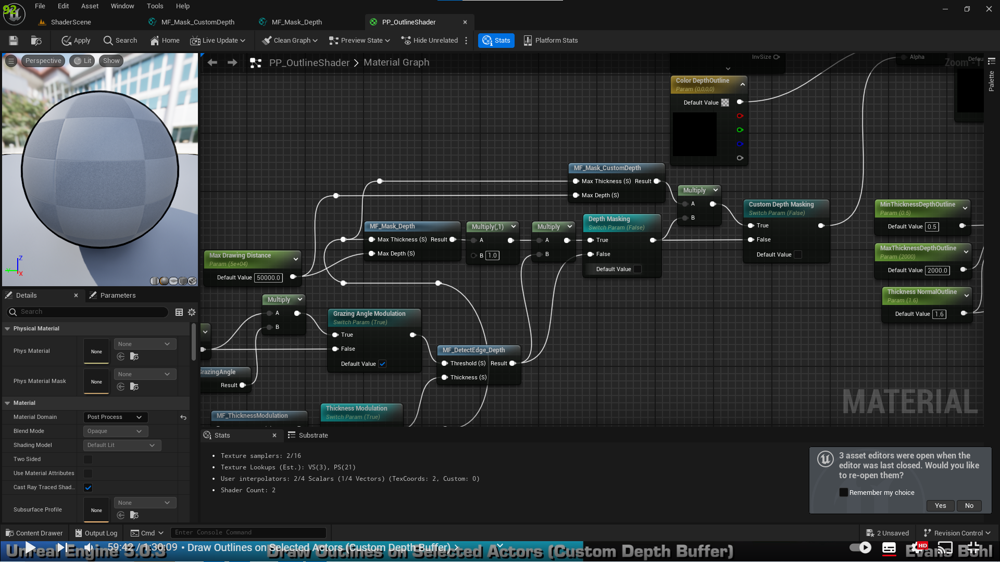 92
File
Edit
Asset
Window
Tools
Help
ShaderScene
MF_Mask_CustomDepth
MF_Mask_Depth
PP_OutlineShader
Apply
Search
Home
Live Update
Clean Graph
Preview State
Hide Unrelated
Stats
Platform Stats
Perspective
Lit
Show
PP_OutlineShader
Material Graph
Zoom -1
Palette
InvSize
Alpha
Color DepthOutline
Param (0,0,0,0)
Default Value
MF_Mask_CustomDepth
Max Thickness (S) Result
Max Depth (S)
Multiply
A
B
Custom Depth Masking
Switch Param (False)
True
False
Default Value
MinThicknessDepthOutline
Param (0.5)
Default Value 0.5
MaxThicknessDepthOutline
Param (2000)
Default Value 2000.0
Thickness NormalOutline
Param (1.6)
Default Value 1.6
Depth Masking
Switch Param (False)
True
False
Default Value
MF_Mask_Depth
Max Thickness (S) Result
Max Depth (S)
Multiply(,1)
A
B 1.0
Multiply
A
B
Max Drawing Distance
Param (5e+04)
Default Value 50000.0
Multiply
A
B
Grazing Angle Modulation
Switch Param (True)
True
False
Default Value
MF_DetectEdge_Depth
Threshold (S) Result
Thickness (S)
GrazingAngle
Result
MF_ThicknessModulation
Thickness Modulation
Switch Param (True)
MATERIAL
Z
X
Details
Parameters
Search
Physical Material
Phys Material
None
None
Phys Material Mask
None
None
Material
Material Domain
Post Process
Blend Mode
Opaque
Shading Model
Default Lit
Two Sided
Use Material Attributes
Cast Ray Traced Shad...
Subsurface Profile
None
None
Stats
Substrate
Texture samplers: 2/16
Texture Lookups (Est.): VS(3), PS(21)
User interpolators: 2/4 Scalars (1/4 Vectors) (TexCoords: 2, Custom: 0)
Shader Count: 2
3 asset editors were open when the
editor was last closed. Would you like
to re-open them?
Remember my choice
Yes
No
Content Drawer
Output Log
Cmd
Enter Console Command
2 Unsaved
Revision Control
59:42 / 1:30:09 • Draw Outlines on Selected Actors (Custom Depth Buffer)
HD
Unreal Engine 5.0.3
Draw Outlines on Selected Actors (Custom Depth Buffer)
Evans Bohl